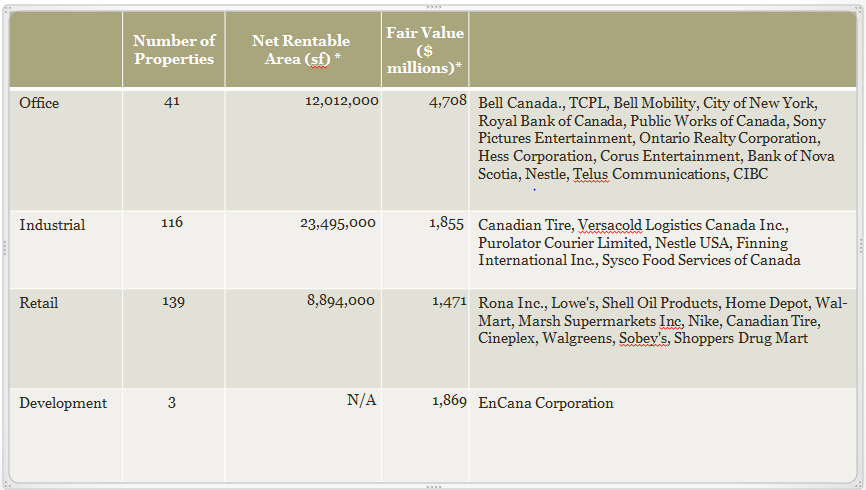 Number of Properties
Net Rentable Area (sf) *
Fair Value ($ millions)*
Office 41 12,012,000 4,708 Bell Canada., TCPL, Bell Mobility, City of New York,
Royal Bank of Canada, Public Works of Canada, Sony
Pictures Entertainment, Ontario Realty Corporation,
Hess Corporation, Corus Entertainment, Bank of Nova
Scotia, Nestle, Telus Communications, CIBC
Industrial 116 23,495,000 1,855 Canadian Tire, Versacold Logistics Canada Inc.,
Purolator Courier Limited, Nestle USA, Finning
International Inc., Sysco Food Services of Canada
Retail 139 8,894,000 1,471 Rona Inc., Lowe's, Shell Oil Products, Home Depot, Wal-
Mart, Marsh Supermarkets Inc, Nike, Canadian Tire,
Cineplex, Walgreens, Sobey's, Shoppers Drug Mart
Development 3 N/A 1,869 EnCana Corporation